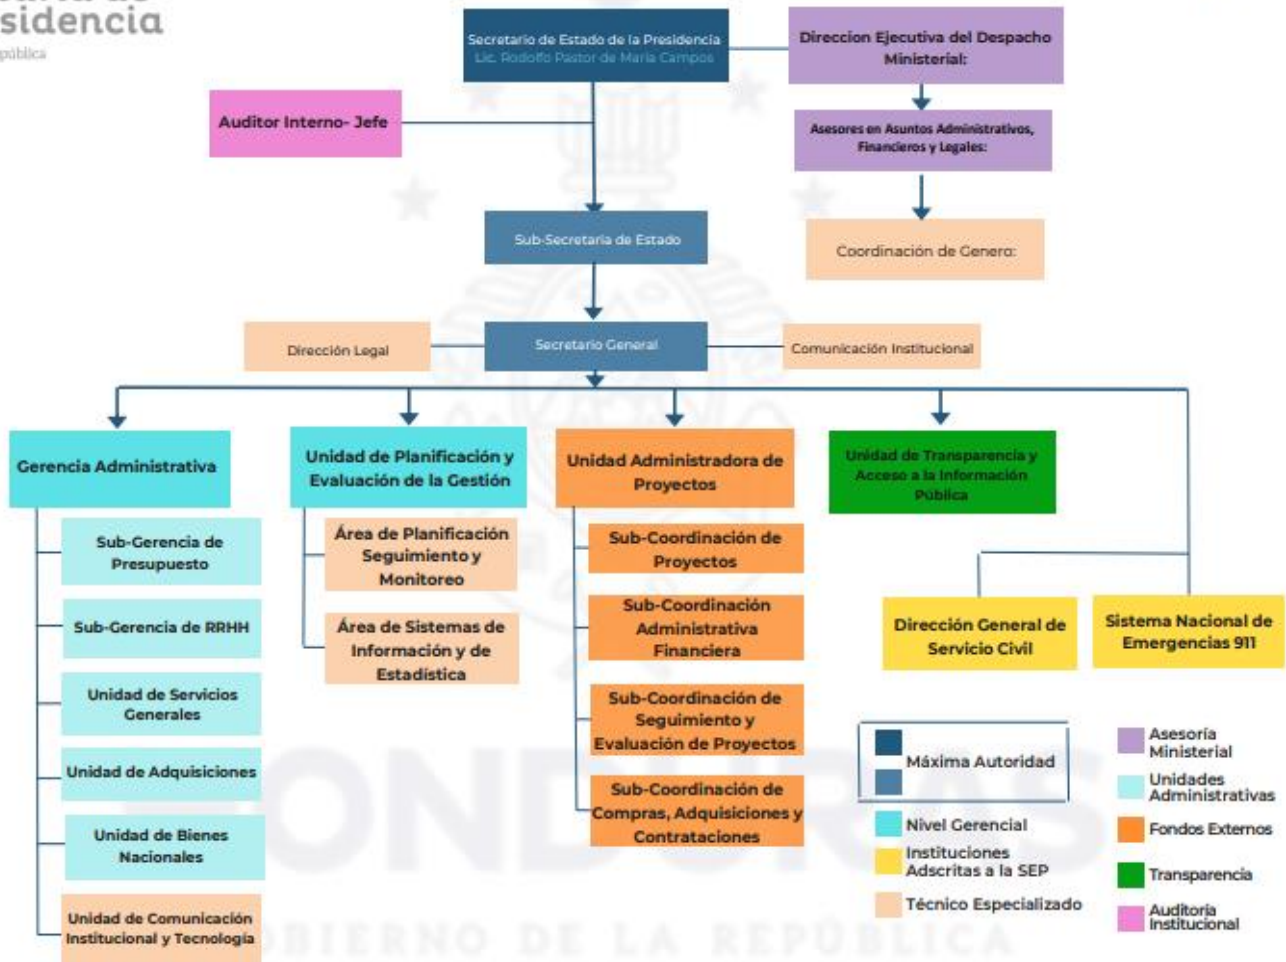 sidencia
pública
Secretario de Estado de la Presidencia
Lic. Rodolfo Pastor de Maria Campos
Direccion Ejecutiva del Despacho
Ministerial:
Auditor Interno- Jefe
Asesores en Asuntos Administrativos,
Financieros y Legales:
Sub-Secretaria de Estado
Coordinación de Genero:
Dirección Legal
Secretario General
Comunicación Institucional
Gerencia Administrativa
Unidad de Planificación y
Evaluación de la Gestión
Unidad Administradora de
Proyectos
Unidad de Transparencia y
Acceso a la Información
Pública
Sub-Gerencia de
Presupuesto
Sub-Gerencia de RRHH
Unidad de Servicios
Generales
Unidad de Adquisiciones
Unidad de Bienes
Nacionales
Unidad de Comunicación
Institucional y Tecnología
Área de Planificación
Seguimiento y
Monitoreo
Área de Sistemas de
Información y de
Estadística
Sub-Coordinación de
Proyectos
Sub-Coordinación
Administrativa
Financiera
Sub-Coordinación de
Seguimiento y
Evaluación de Proyectos
Sub-Coordinación de
Compras, Adquisiciones y
Contrataciones
Dirección General de
Servicio Civil
Sistema Nacional de
Emergencias 911
Máxima Autoridad
Nivel Gerencial
Instituciones
Adscritas a la SEP
Técnico Especializado
Asesoría
Ministerial
Unidades
Administrativas
Fondos Externos
Transparencia
Auditoría
Institucional
HONDURAS
GOBIERNO DE LA REPÚBLICA